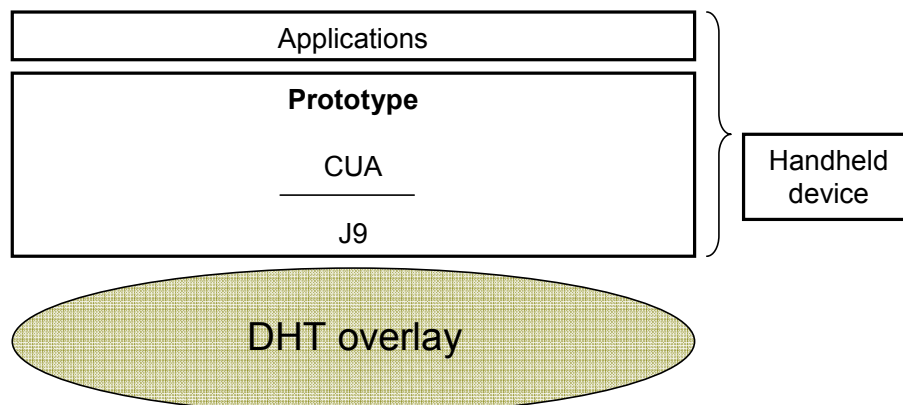 Applications
Prototype
CUA
J9
Handheld
device
DHT overlay